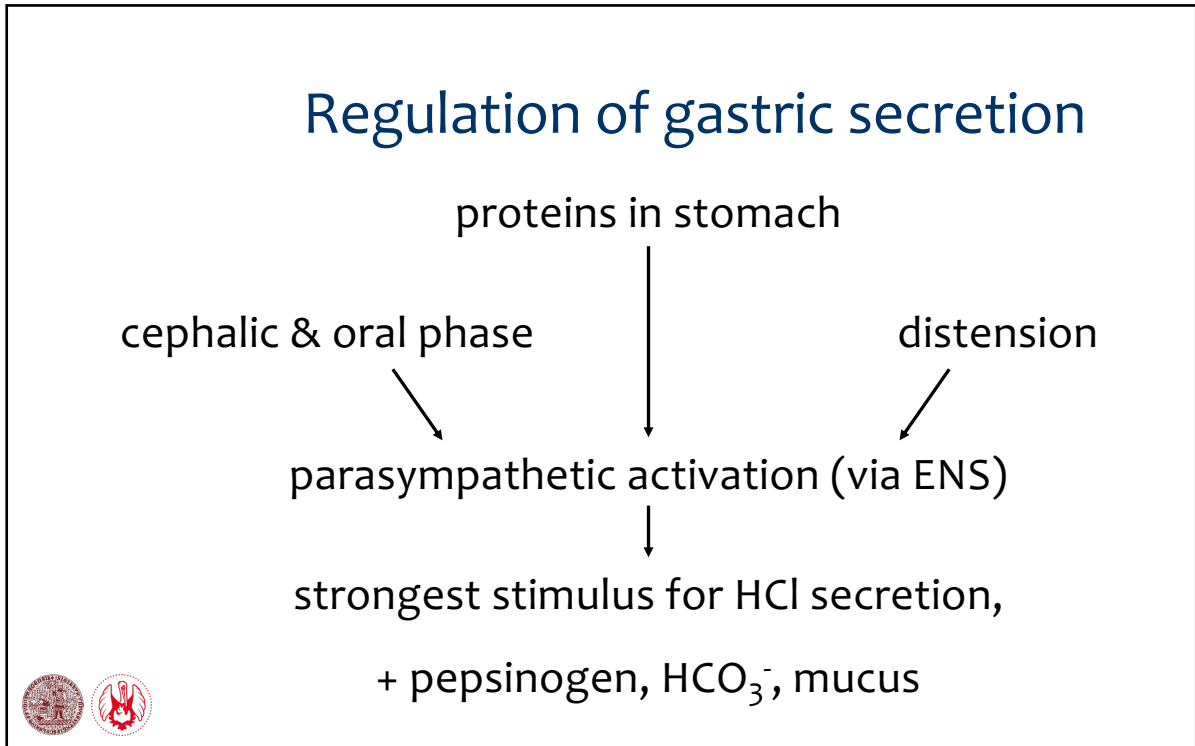 Regulation of gastric secretion
proteins in stomach
cephalic & oral phase
distension
parasympathetic activation (via ENS)
strongest stimulus for HCl secretion,
+ pepsinogen, HCO₃⁻, mucus